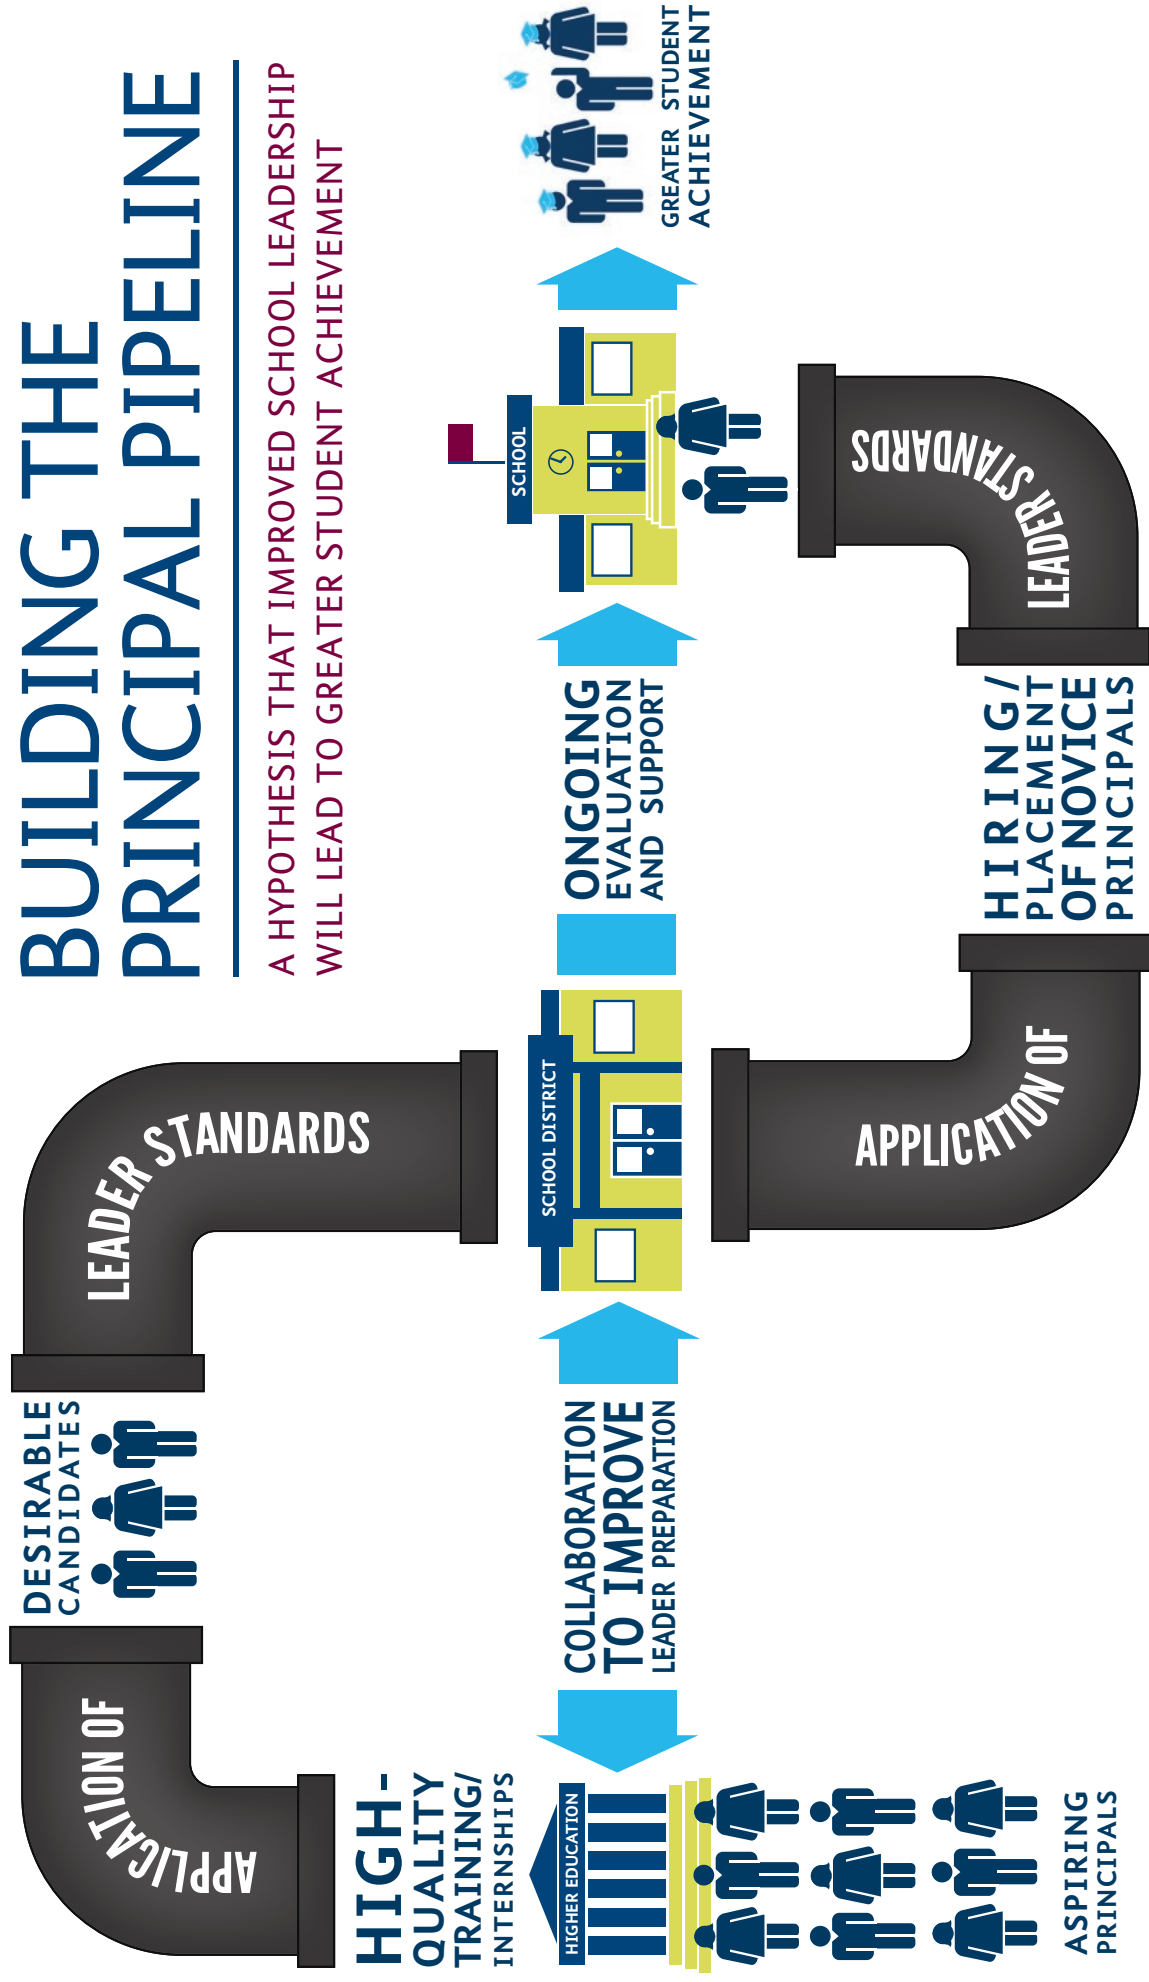 BUILDING THE
PRINCIPAL PIPELINE
A HYPOTHESIS THAT IMPROVED SCHOOL LEADERSHIP
WILL LEAD TO GREATER STUDENT ACHIEVEMENT
APPLICATION OF
DESIRABLE
CANDIDATES
LEADER STANDARDS
HIGH-
QUALITY
TRAINING/
INTERNSHIPS
HIGHER EDUCATION
ASPIRING
PRINCIPALS
COLLABORATION
TO IMPROVE
LEADER PREPARATION
SCHOOL DISTRICT
ONGOING
EVALUATION
AND SUPPORT
SCHOOL
GREATER STUDENT
ACHIEVEMENT
APPLICATION OF
HIRING/
PLACEMENT
OF NOVICE
PRINCIPALS
LEADER STANDARDS